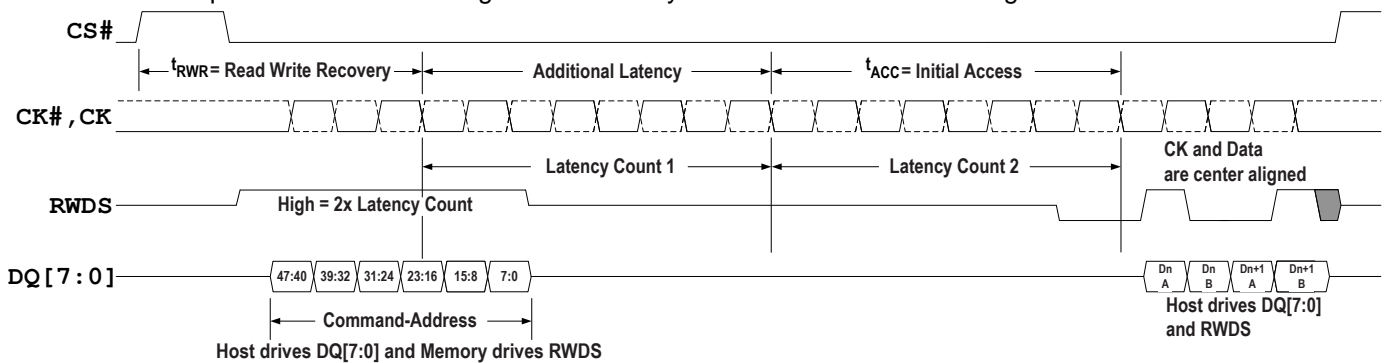 CS#
tRWR= Read Write Recovery
Additional Latency
tACC= Initial Access
CK#,CK
Latency Count 1
Latency Count 2
CK and Data
are center aligned
RWDS
High = 2x Latency Count
DQ[7:0]
47:40 39:32 31:24 23:16 15:8 7:0
Dn A
Dn B
Dn+1 A
Dn+1 B
Command-Address
Host drives DQ[7:0]
and RWDS
Host drives DQ[7:0] and Memory drives RWDS